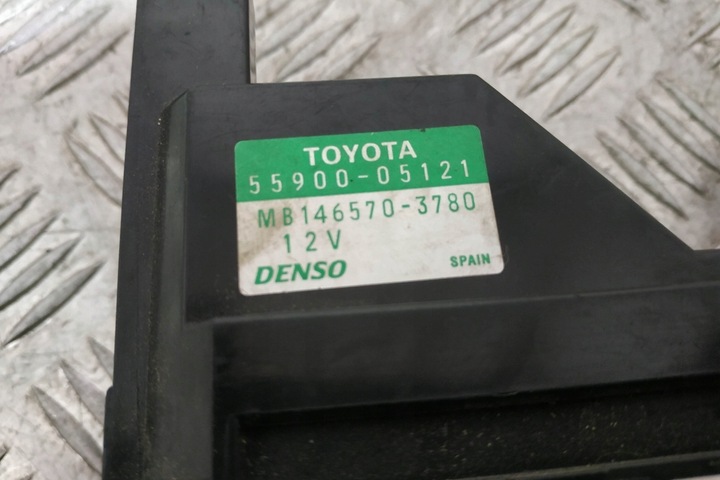 TOYOTA
55900-05121
MB146570-3780
12V
DENSO SPAIN